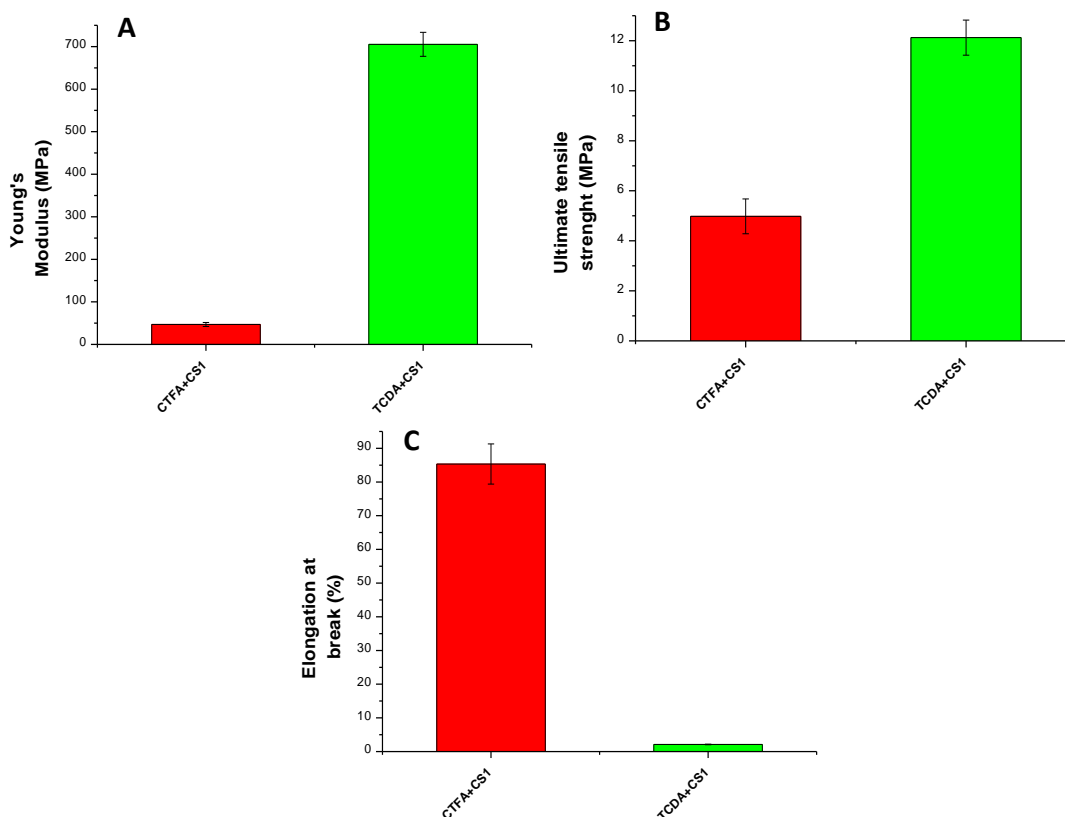 A
Young's
Modulus (MPa)
700
600
500
400
300
200
100
0
CTFA+CS1
TCDA+CS1
B
Ultimate tensile
strenght (MPa)
12
10
8
6
4
2
0
CTFA+CS1
TCDA+CS1
C
Elongation at
break (%)
90
80
70
60
50
40
30
20
10
0
CTFA+CS1
TCDA+CS1